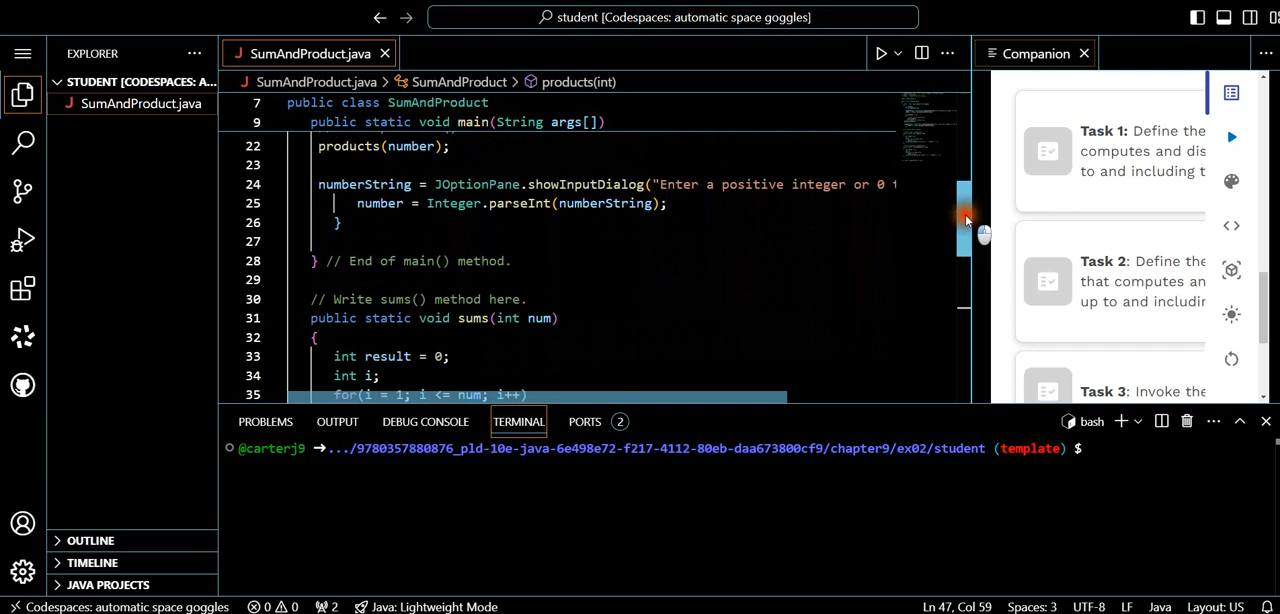 student [Codespaces: automatic space goggles]
EXPLORER
STUDENT [CODESPACES: A...
SumAndProduct.java
OUTLINE
TIMELINE
JAVA PROJECTS
SumAndProduct.java
SumAndProduct.java > SumAndProduct > products(int)
7 public class SumAndProduct
9 public static void main(String args[])
22 products(number);
23
24 numberString = JOptionPane.showInputDialog("Enter a positive integer or 0
25 number = Integer.parseInt(numberString);
26 }
27
28 } // End of main() method.
29
30 // Write sums() method here.
31 public static void sums(int num)
32 {
33 int result = 0;
34 int i;
35 for(i = 1; i <= num; i++)
Companion
Task 1: Define the
computes and dis
to and including t
Task 2: Define the
that computes an
up to and includin
Task 3: Invoke the
PROBLEMS OUTPUT DEBUG CONSOLE TERMINAL PORTS 2
bash
@carterj9 →.../9780357880876_pld-10e-java-6e498e72-f217-4112-80eb-daa673800cf9/chapter9/ex02/student (template) $
Codespaces: automatic space goggles 0 0 2 Java: Lightweight Mode Ln 47, Col 59 Spaces: 3 UTF-8 LF Java Layout: US